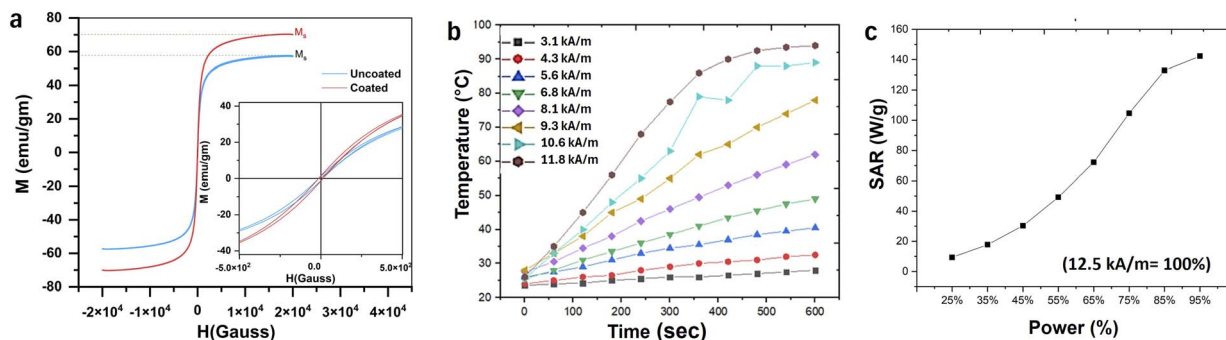 a
M (emu/gm)
80
60
40
20
0
-20
-40
-60
-80
Ms
Ms
Uncoated
Coated
M (emu/gm)
40
20
0
-20
-40
-5.0×10²
0.0
5.0×10²
H(Gauss)
-2×10⁴
-1×10⁴
0
1×10⁴
2×10⁴
3×10⁴
4×10⁴
H(Gauss)
b
Temperature (°C)
100
90
80
70
60
50
40
30
20
3.1 kA/m
4.3 kA/m
5.6 kA/m
6.8 kA/m
8.1 kA/m
9.3 kA/m
10.6 kA/m
11.8 kA/m
0
100
200
300
400
500
600
Time (sec)
c
SAR (W/g)
160
140
120
100
80
60
40
20
0
(12.5 kA/m= 100%)
25%
35%
45%
55%
65%
75%
85%
95%
Power (%)